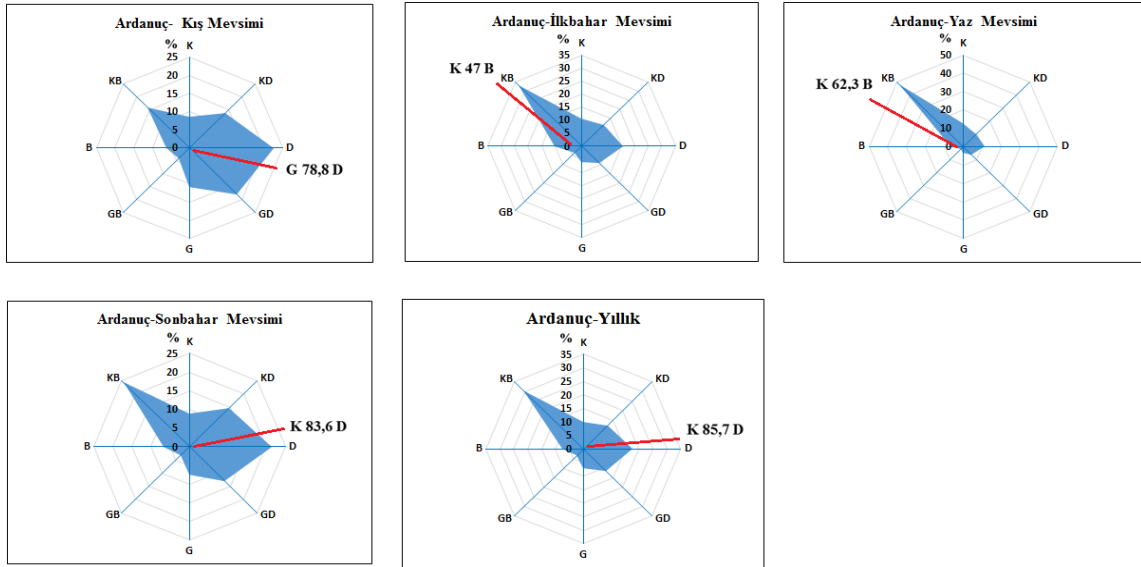 Ardanuç- Kış Mevsimi
%
K
25
20
15
10
5
0
KB
KD
B
D
G 78,8 D
GB
GD
G
Ardanuç-İlkbahar Mevsimi
%
K
35
30
25
20
15
10
5
0
K 47 B
KB
KD
B
D
GB
GD
G
Ardanuç-Yaz Mevsimi
%
K
50
40
30
20
10
0
K 62,3 B
KB
KD
B
D
GB
GD
G
Ardanuç-Sonbahar Mevsimi
%
K
25
20
15
10
5
0
KB
KD
K 83,6 D
B
D
GB
GD
G
Ardanuç-Yıllık
%
K
35
30
25
20
15
10
5
0
KB
KD
K 85,7 D
B
D
GB
GD
G